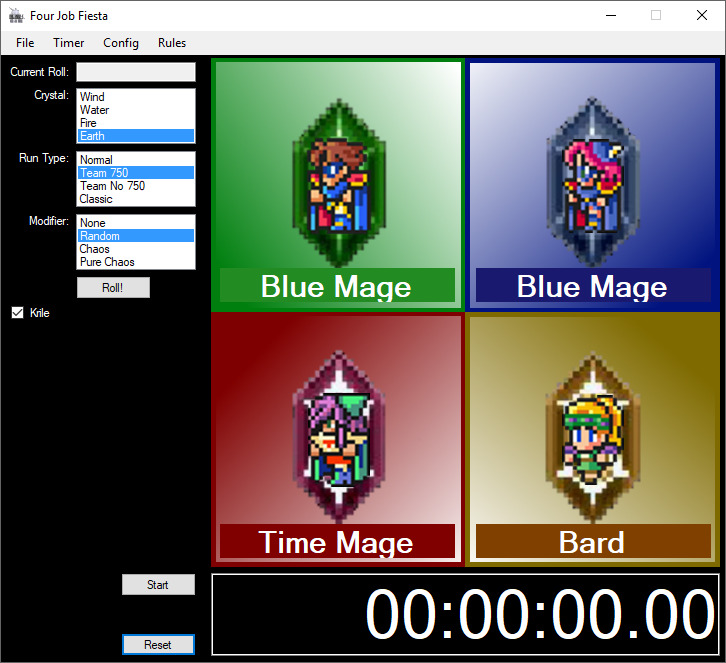 Four Job Fiesta
File Timer Config Rules
Current Roll:
Crystal:
Wind
Water
Fire
Earth
Run Type:
Normal
Team 750
Team No 750
Classic
Modifier:
None
Random
Chaos
Pure Chaos
Roll!
Krile
Blue Mage
Blue Mage
Time Mage
Bard
Start
Reset
00:00:00.00